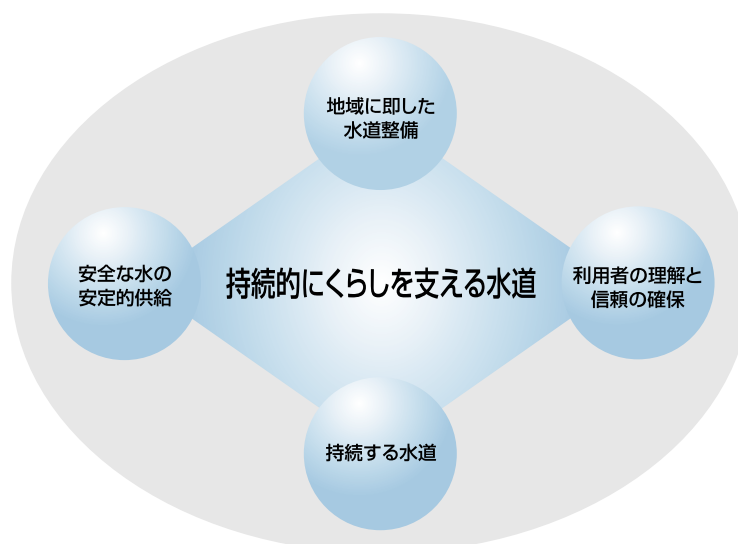 地域に即した
水道整備
安全な水の
安定的供給
持続的にくらしを支える水道
利用者の理解と
信頼の確保
持続する水道